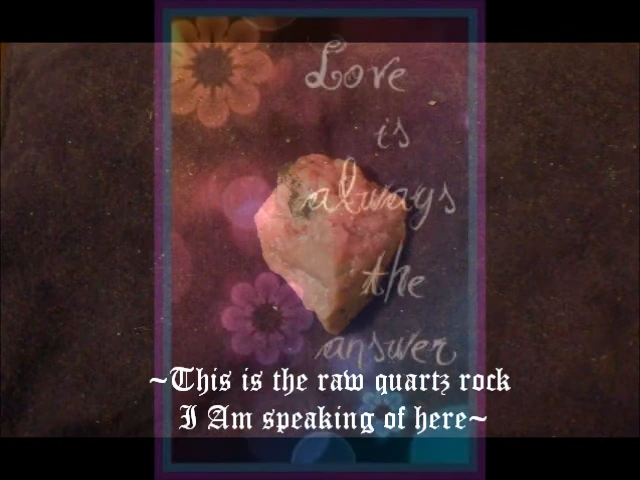 Love
is
always
the
answer
~This is the raw quartz rock
I Am speaking of here~